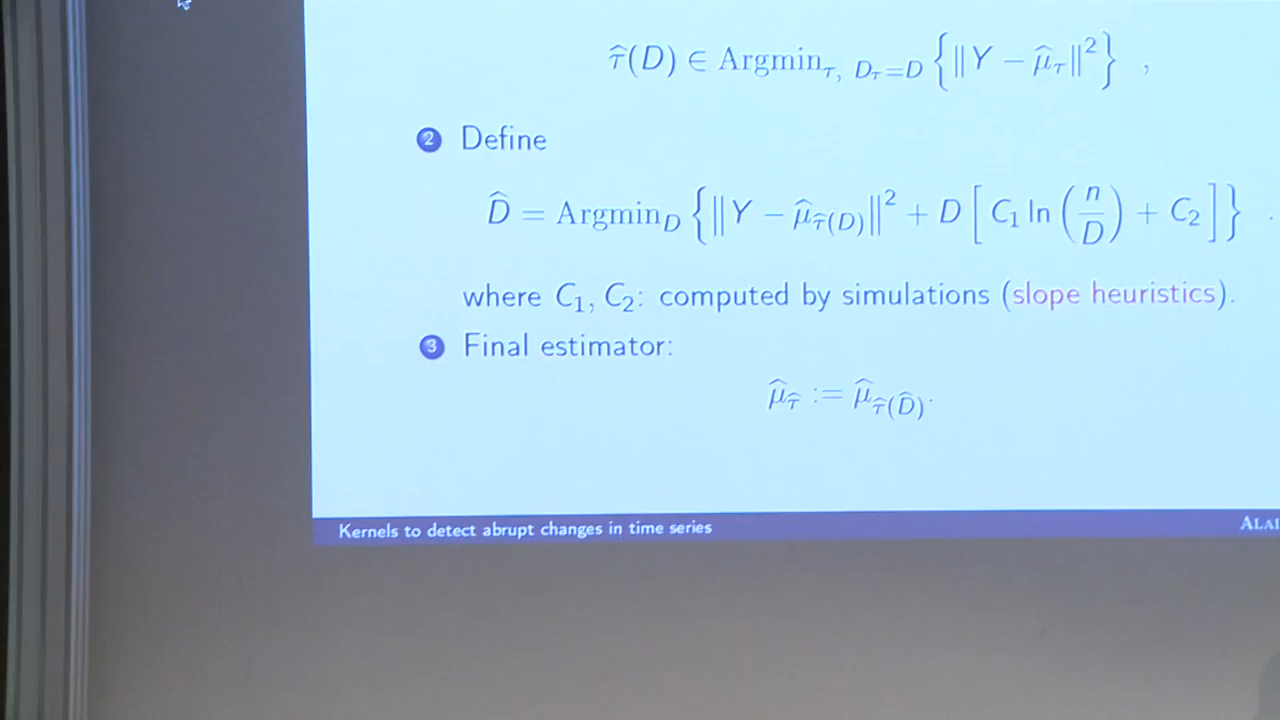 τ̂(D) ∈ Argmin_{τ, D_τ=D} { ‖Y − μ̂_τ‖² } ,
2 Define
D̂ = Argmin_D { ‖Y − μ̂_{τ̂(D)}‖² + D [ C₁ ln ( n/D ) + C₂ ] } .
where C₁, C₂: computed by simulations (slope heuristics).
3 Final estimator:
μ̂_τ̂ := μ̂_{τ̂(D̂)}.
Kernels to detect abrupt changes in time series